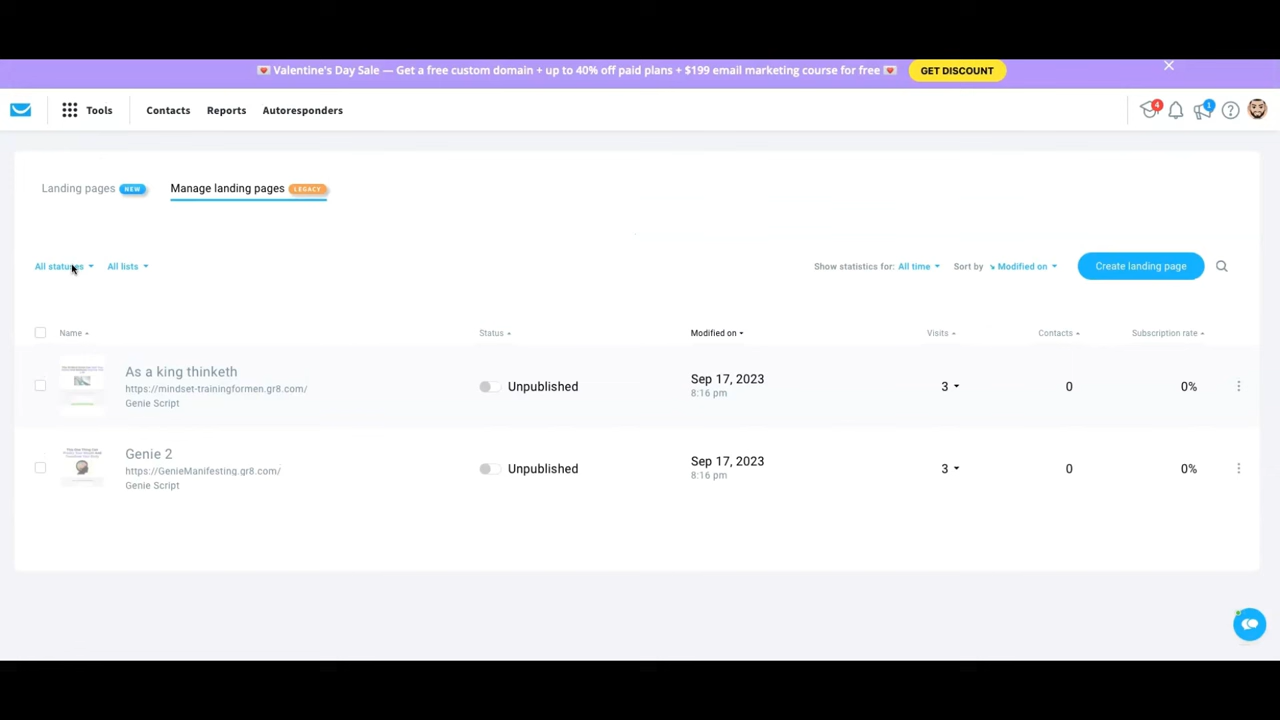 💌 Valentine's Day Sale — Get a free custom domain + up to 40% off paid plans + $199 email marketing course for free 💌 GET DISCOUNT
Tools Contacts Reports Autoresponders 4 1
Landing pages NEW Manage landing pages LEGACY
All statuses All lists Show statistics for: All time Sort by Modified on Create landing page
Name Status Modified on Visits Contacts Subscription rate
As a king thinketh
https://mindset-trainingformen.gr8.com/
Genie Script
Unpublished
Sep 17, 2023
8:16 pm
3 0 0%
Genie 2
https://GenieManifesting.gr8.com/
Genie Script
Unpublished
Sep 17, 2023
8:16 pm
3 0 0%